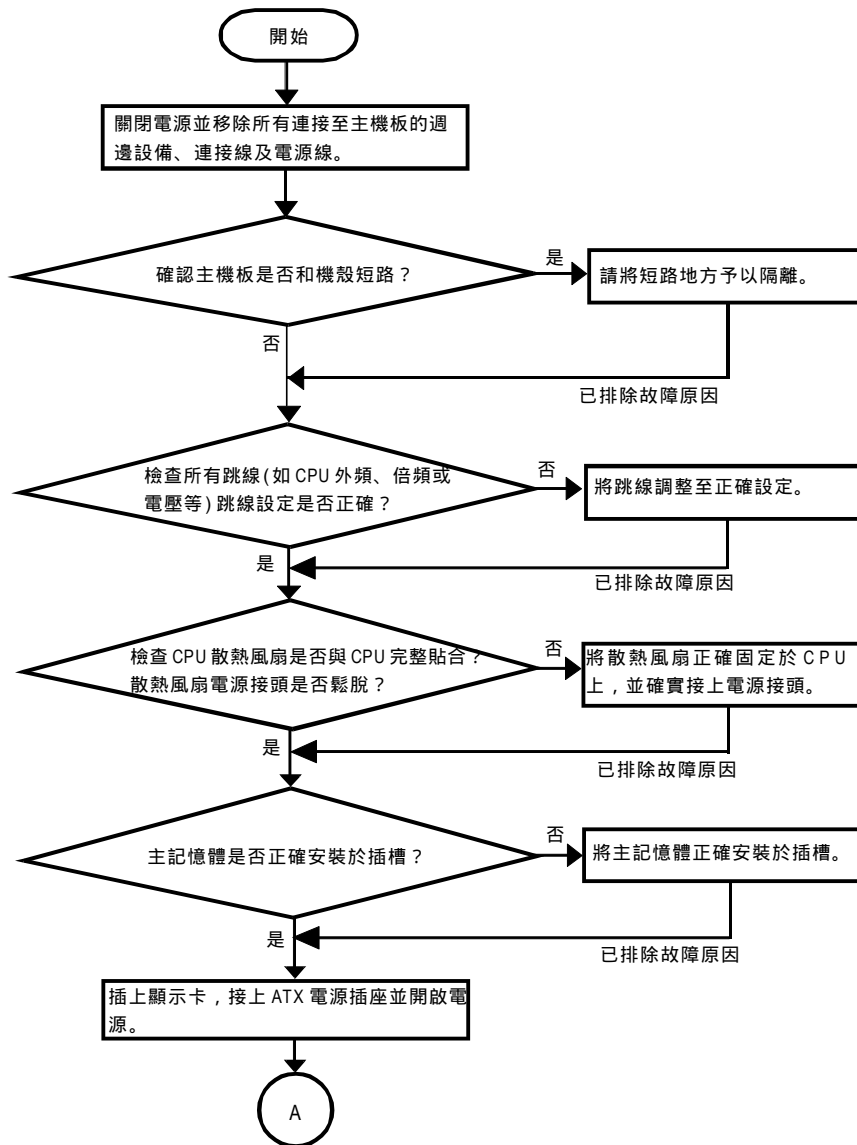 開始
關閉電源並移除所有連接至主機板的週
邊設備、連接線及電源線。
確認主機板是否和機殼短路？
是
請將短路地方予以隔離。
否
已排除故障原因
檢查所有跳線(如 CPU 外頻、倍頻或
電壓等)跳線設定是否正確？
否
將跳線調整至正確設定。
是
已排除故障原因
檢查 CPU 散熱風扇是否與 CPU 完整貼合？
散熱風扇電源接頭是否鬆脫？
否
將散熱風扇正確固定於 CPU
上，並確實接上電源接頭。
是
已排除故障原因
主記憶體是否正確安裝於插槽？
否
將主記憶體正確安裝於插槽。
是
已排除故障原因
插上顯示卡，接上 ATX 電源插座並開啟電
源。
A